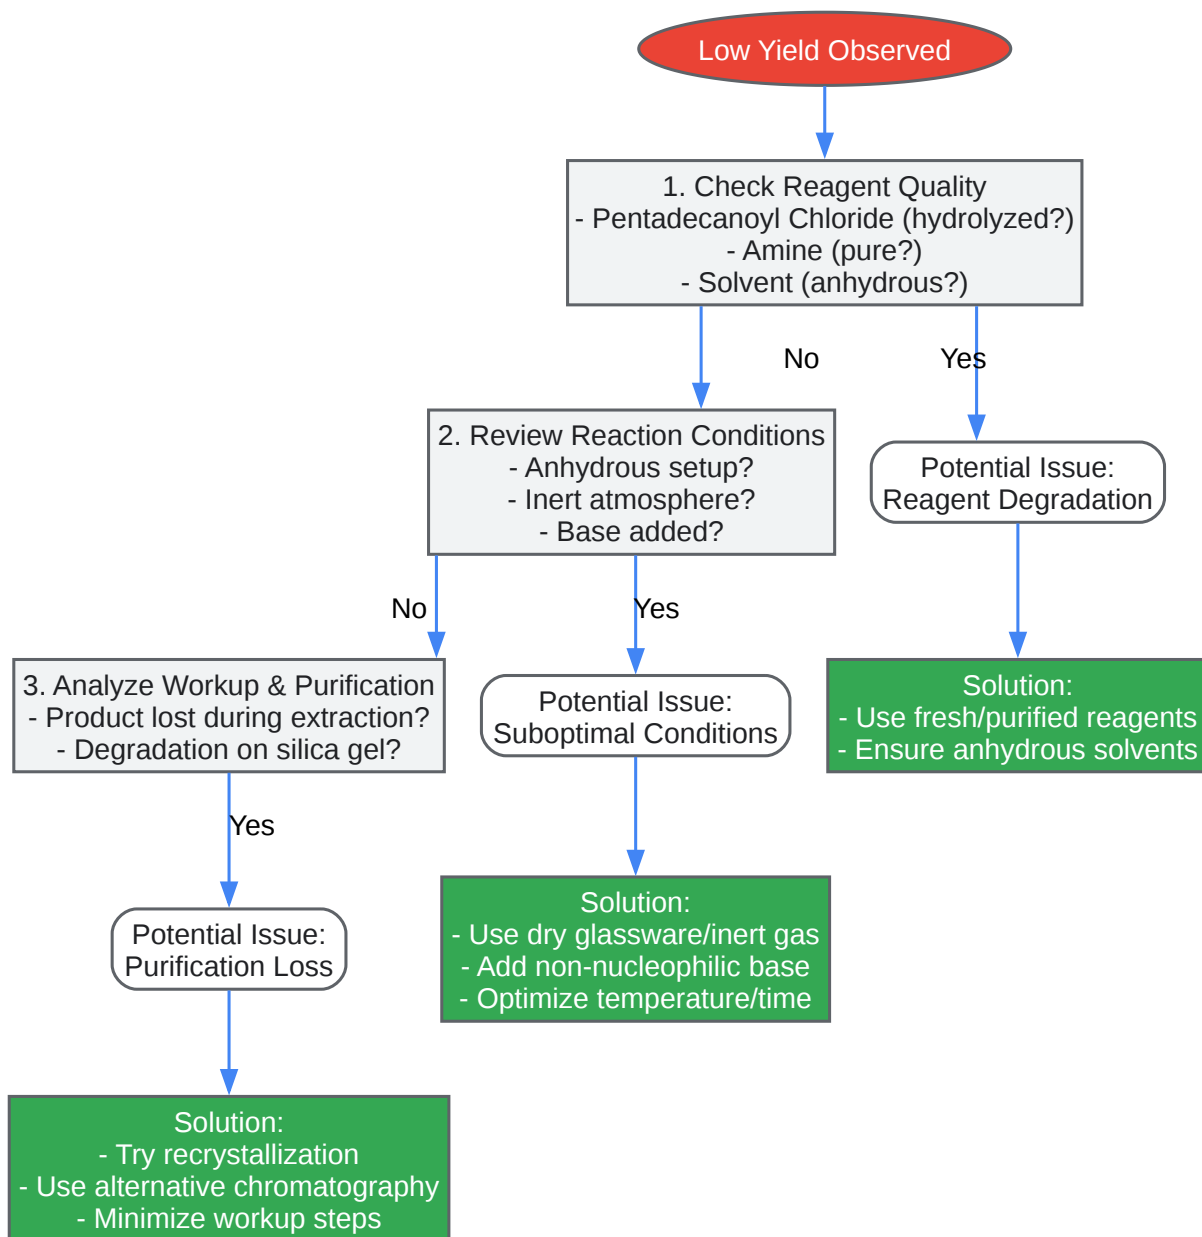 Low Yield Observed
1. Check Reagent Quality
- Pentadecanoyl Chloride (hydrolyzed?)
- Amine (pure?)
- Solvent (anhydrous?)
No
Yes
2. Review Reaction Conditions
- Anhydrous setup?
- Inert atmosphere?
- Base added?
Potential Issue:
Reagent Degradation
No
Yes
3. Analyze Workup & Purification
- Product lost during extraction?
- Degradation on silica gel?
Potential Issue:
Suboptimal Conditions
Solution:
- Use fresh/purified reagents
- Ensure anhydrous solvents
Yes
Potential Issue:
Purification Loss
Solution:
- Use dry glassware/inert gas
- Add non-nucleophilic base
- Optimize temperature/time
Solution:
- Try recrystallization
- Use alternative chromatography
- Minimize workup steps